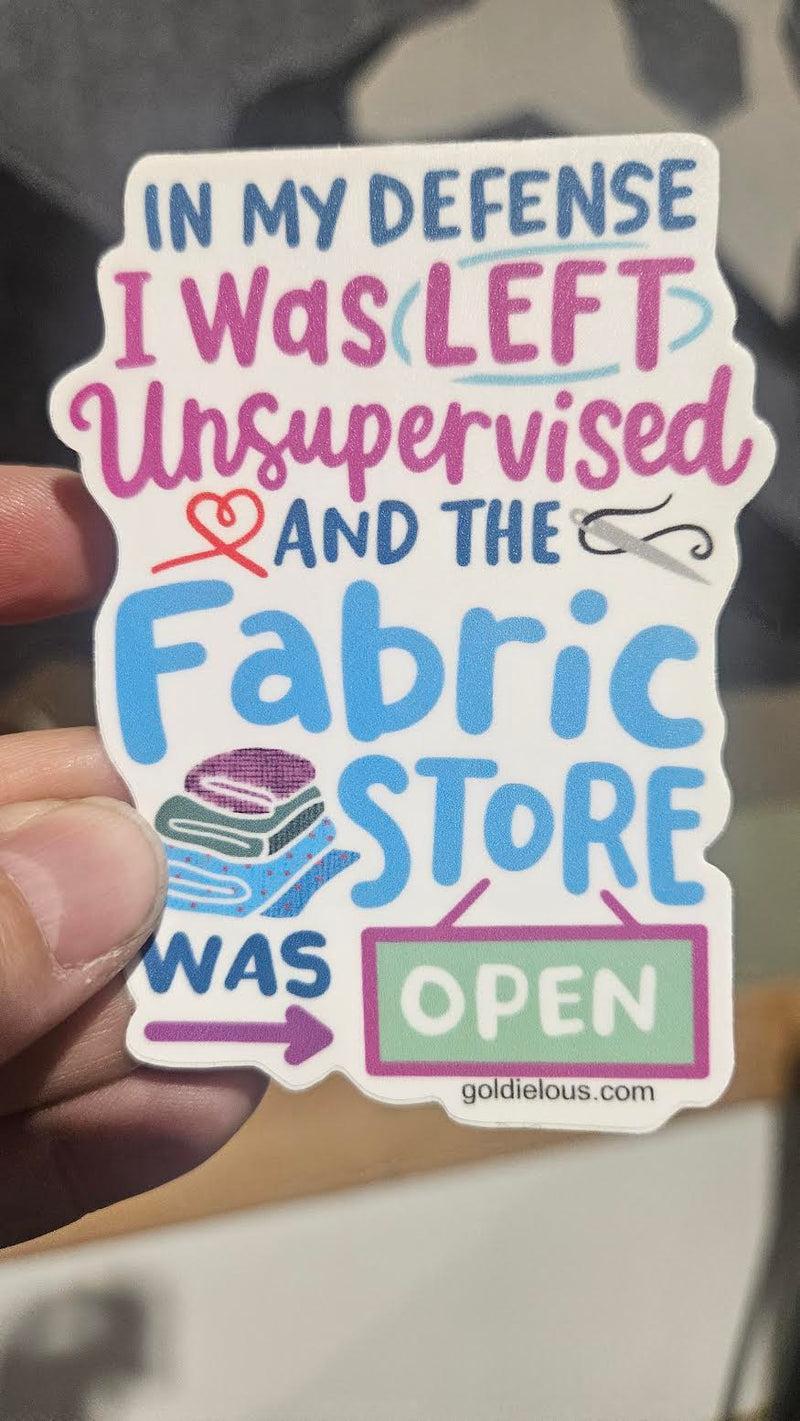 IN MY DEFENSE
I Was LEFT
Unsupervised
AND THE
Fabric
STORE
WAS OPEN
goldielous.com